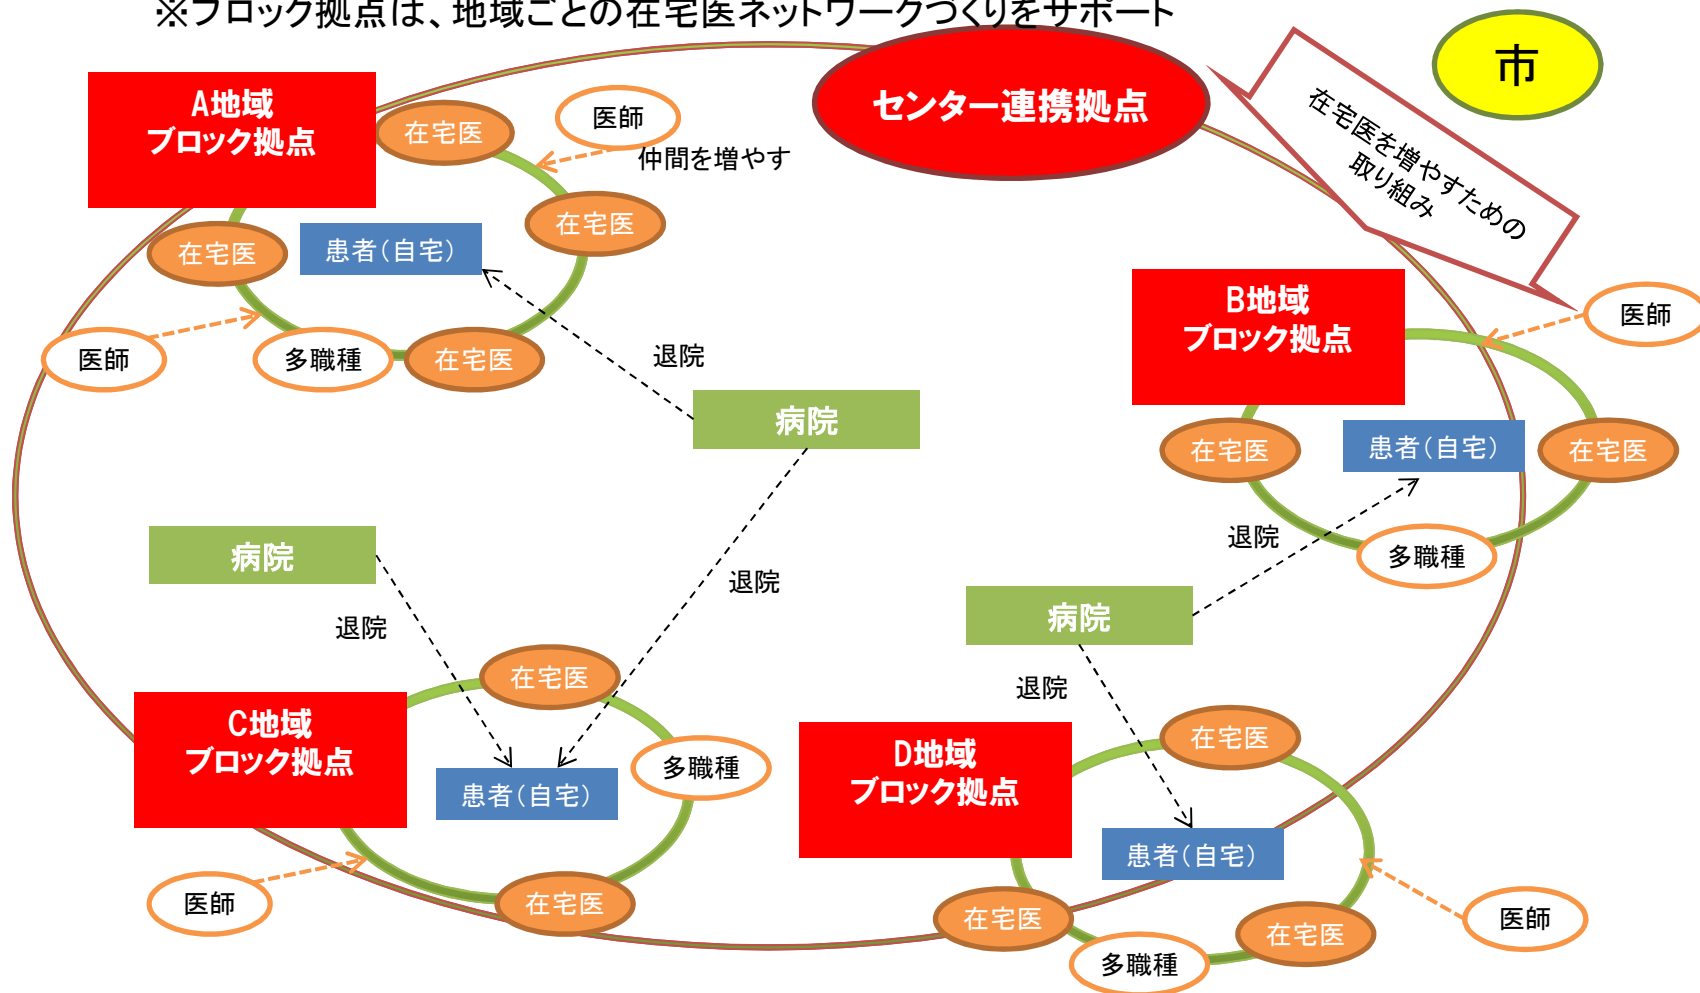 ※ブロック拠点は、地域ごとの在宅医ネットワークづくりをサポート
市
センター連携拠点
在宅医を増やすための
取り組み
A地域
ブロック拠点
在宅医
医師
仲間を増やす
在宅医
在宅医
患者(自宅)
医師
多職種
在宅医
退院
病院
B地域
ブロック拠点
医師
在宅医
患者(自宅)
在宅医
退院
多職種
病院
退院
退院
病院
退院
C地域
ブロック拠点
在宅医
多職種
患者(自宅)
医師
在宅医
D地域
ブロック拠点
在宅医
患者(自宅)
在宅医
在宅医
医師
多職種